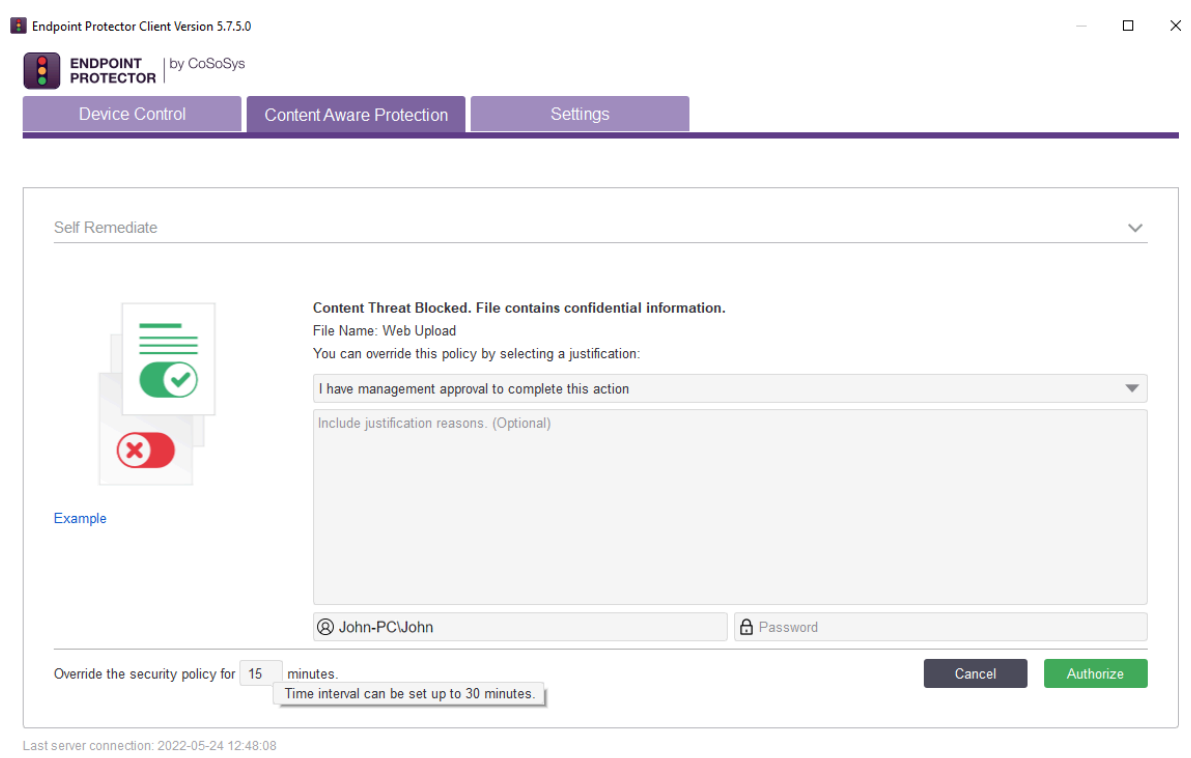 Endpoint Protector Client Version 5.7.5.0
ENDPOINT PROTECTOR | by CoSoSys
Device Control
Content Aware Protection
Settings
Self Remediate
Content Threat Blocked. File contains confidential information.
File Name: Web Upload
You can override this policy by selecting a justification:
I have management approval to complete this action
Include justification reasons. (Optional)
Example
John-PC\John
Password
Override the security policy for 15 minutes.
Time interval can be set up to 30 minutes.
Cancel
Authorize
Last server connection: 2022-05-24 12:48:08